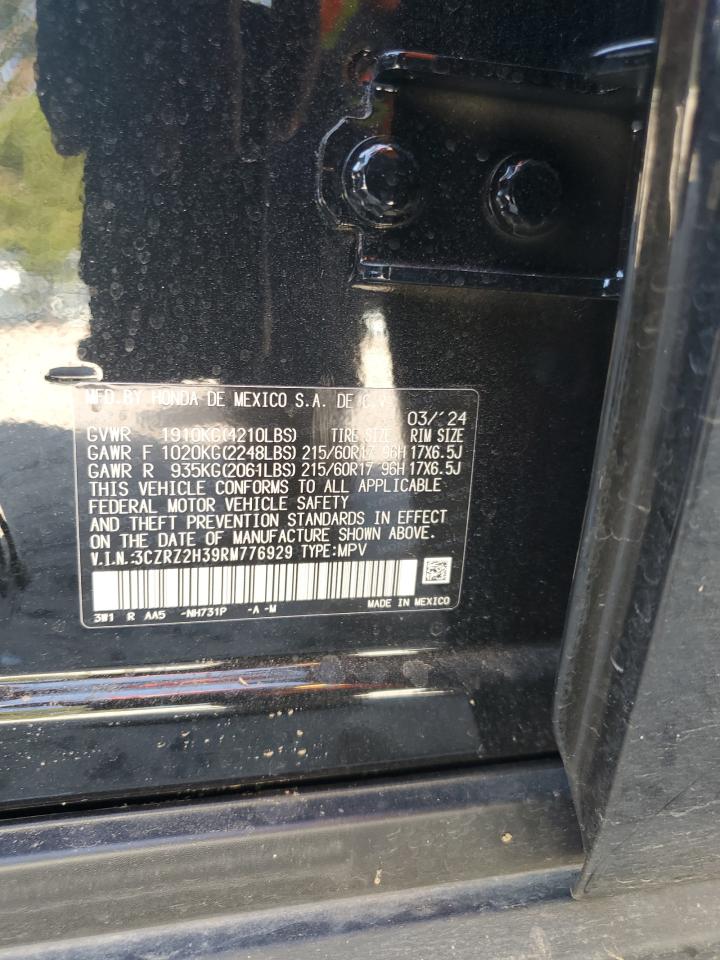 MFD.BY HONDA DE MEXICO S.A. DE C.V.
03/'24
GVWR 1910KG(4210LBS) TIRE SIZE RIM SIZE
GAWR F 1020KG(2248LBS) 215/60R17 96H 17X6.5J
GAWR R 935KG(2061LBS) 215/60R17 96H 17X6.5J
THIS VEHICLE CONFORMS TO ALL APPLICABLE
FEDERAL MOTOR VEHICLE SAFETY
AND THEFT PREVENTION STANDARDS IN EFFECT
ON THE DATE OF MANUFACTURE SHOWN ABOVE.
V.I.N.:3CZRZ2H39RM776929 TYPE:MPV
3W1 R AA5 -NH731P -A -M MADE IN MEXICO